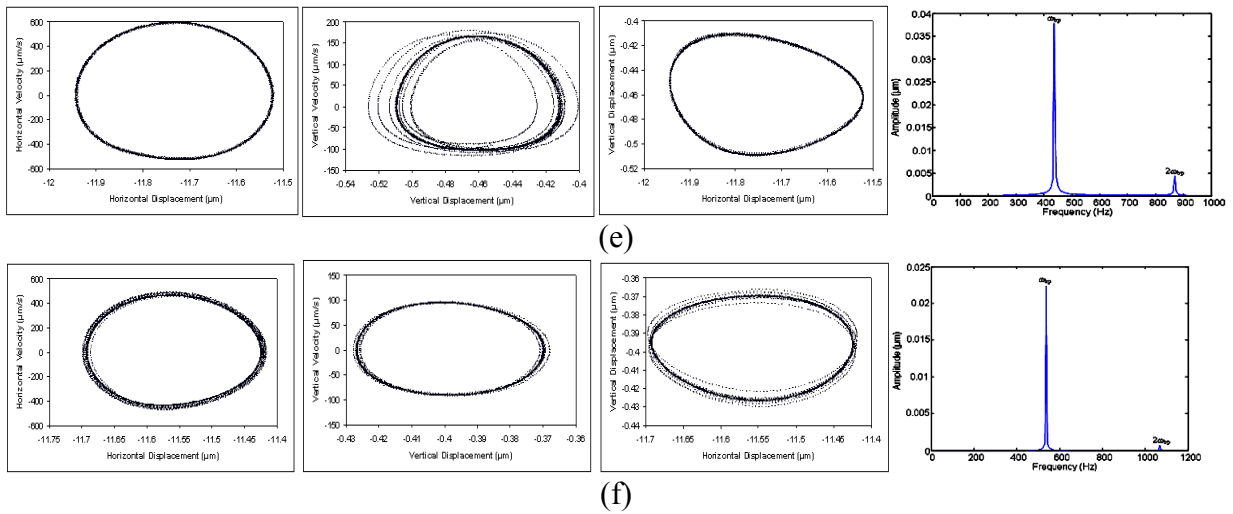 Horizontal Velocity (µm/s)
600
400
200
0
-200
-400
-600
-12 -11.9 -11.8 -11.7 -11.6 -11.5
Horizontal Displacement (µm)
Vertical Velocity (µm/s)
200
150
100
50
0
-50
-100
-150
-0.54 -0.52 -0.5 -0.48 -0.46 -0.44 -0.42 -0.4
Vertical Displacement (µm)
Vertical Displacement (µm)
-0.4
-0.42
-0.44
-0.46
-0.48
-0.5
-0.52
-12 -11.9 -11.8 -11.7 -11.6 -11.5
Horizontal Displacement (µm)
Amplitude (µm)
0.04
0.035
0.03
0.025
0.02
0.015
0.01
0.005
0
ωvp
2ωvp
0 100 200 300 400 500 600 700 800 900 1000
Frequency (Hz)
(e)
Horizontal Velocity (µm/s)
600
400
200
0
-200
-400
-600
-11.75 -11.7 -11.65 -11.6 -11.55 -11.5 -11.45 -11.4
Horizontal Displacement (µm)
Vertical Velocity (µm/s)
150
100
50
0
-50
-100
-150
-0.43 -0.42 -0.41 -0.4 -0.39 -0.38 -0.37 -0.36
Vertical Displacement (µm)
Vertical Displacement (µm)
-0.36
-0.37
-0.38
-0.39
-0.4
-0.41
-0.42
-0.43
-0.44
-11.7 -11.65 -11.6 -11.55 -11.5 -11.45 -11.4
Horizontal Displacement (µm)
Amplitude (µm)
0.025
0.02
0.015
0.01
0.005
0
ωvp
2ωvp
0 200 400 600 800 1000 1200
Frequency (Hz)
(f)